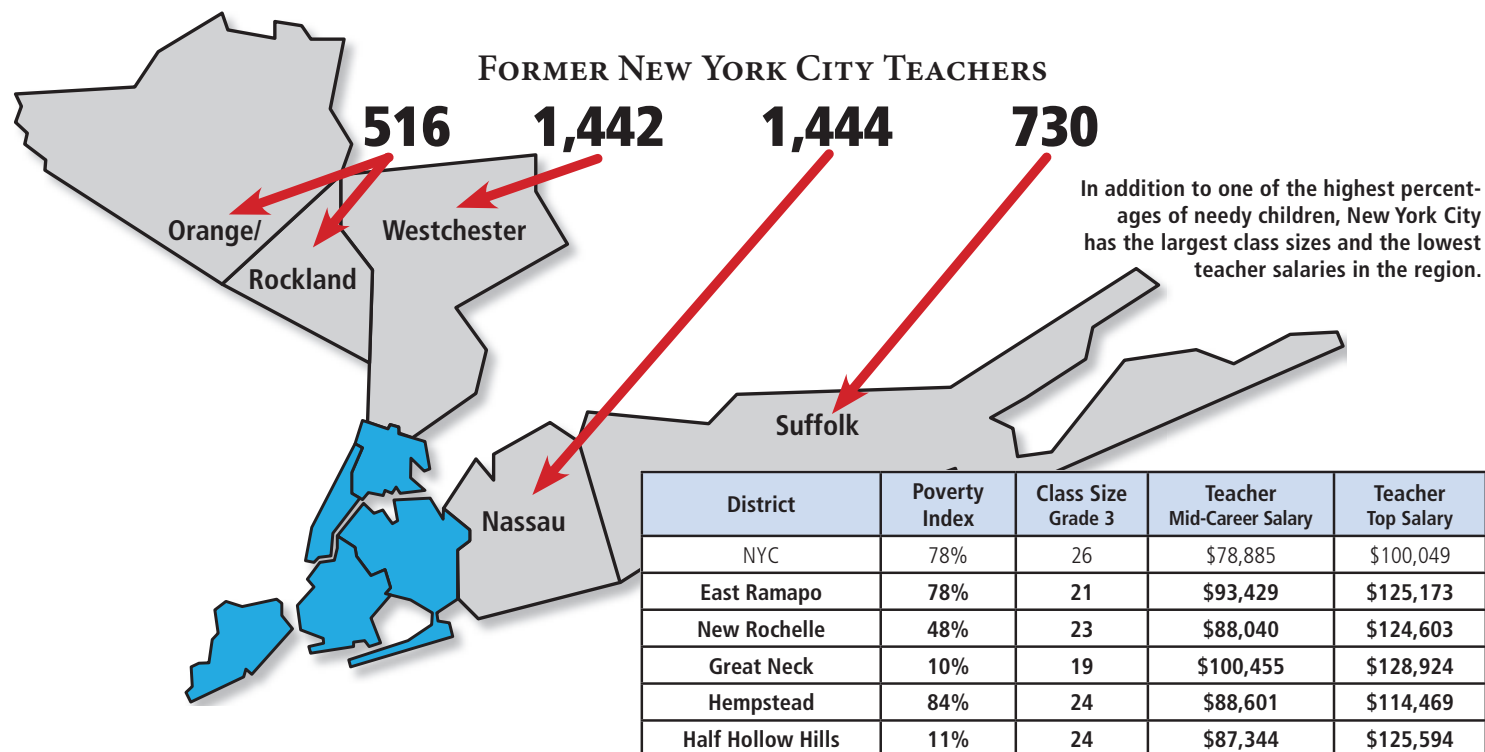 FORMER NEW YORK CITY TEACHERS
516 1,442 1,444 730
In addition to one of the highest percent-
ages of needy children, New York City
has the largest class sizes and the lowest
teacher salaries in the region.
Orange/
Rockland
Westchester
Suffolk
Nassau
District Poverty Index Class Size Grade 3 Teacher Mid-Career Salary Teacher Top Salary
NYC 78% 26 $78,885 $100,049
East Ramapo 78% 21 $93,429 $125,173
New Rochelle 48% 23 $88,040 $124,603
Great Neck 10% 19 $100,455 $128,924
Hempstead 84% 24 $88,601 $114,469
Half Hollow Hills 11% 24 $87,344 $125,594